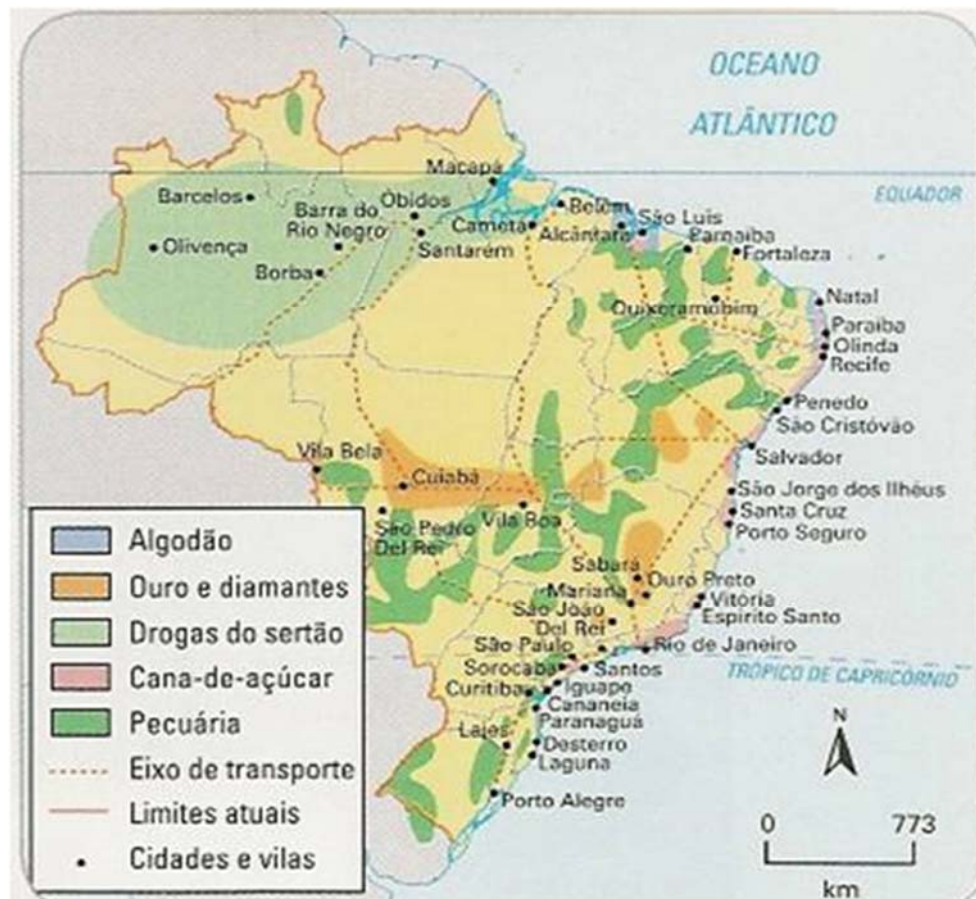 OCEANO
ATLÂNTICO
EQUADOR
Macapá
Barcelos
Óbidos
Belém
São Luis
Barra do
Rio Negro
Cametá
Alcântara
Parnaíba
Olivença
Santarém
Fortaleza
Borba
Quixeramobim
Natal
Paraíba
Olinda
Recife
Penedo
São Cristóvão
Vila Bela
Salvador
Cuiabá
São Jorge dos Ilhéus
São Pedro
Del Rei
Vila Boa
Santa Cruz
Porto Seguro
Sabará
Ouro Preto
Mariana
Vitória
São João
Del Rei
Espirito Santo
São Paulo
Rio de Janeiro
Sorocaba
Santos
TRÓPICO DE CAPRICÓRNIO
Curitiba
Iguape
Cananeia
Paranaguá
Lajes
Desterro
Laguna
Porto Alegre
Algodão
Ouro e diamantes
Drogas do sertão
Cana-de-açúcar
Pecuária
Eixo de transporte
Limites atuais
Cidades e vilas
N
0 773
km